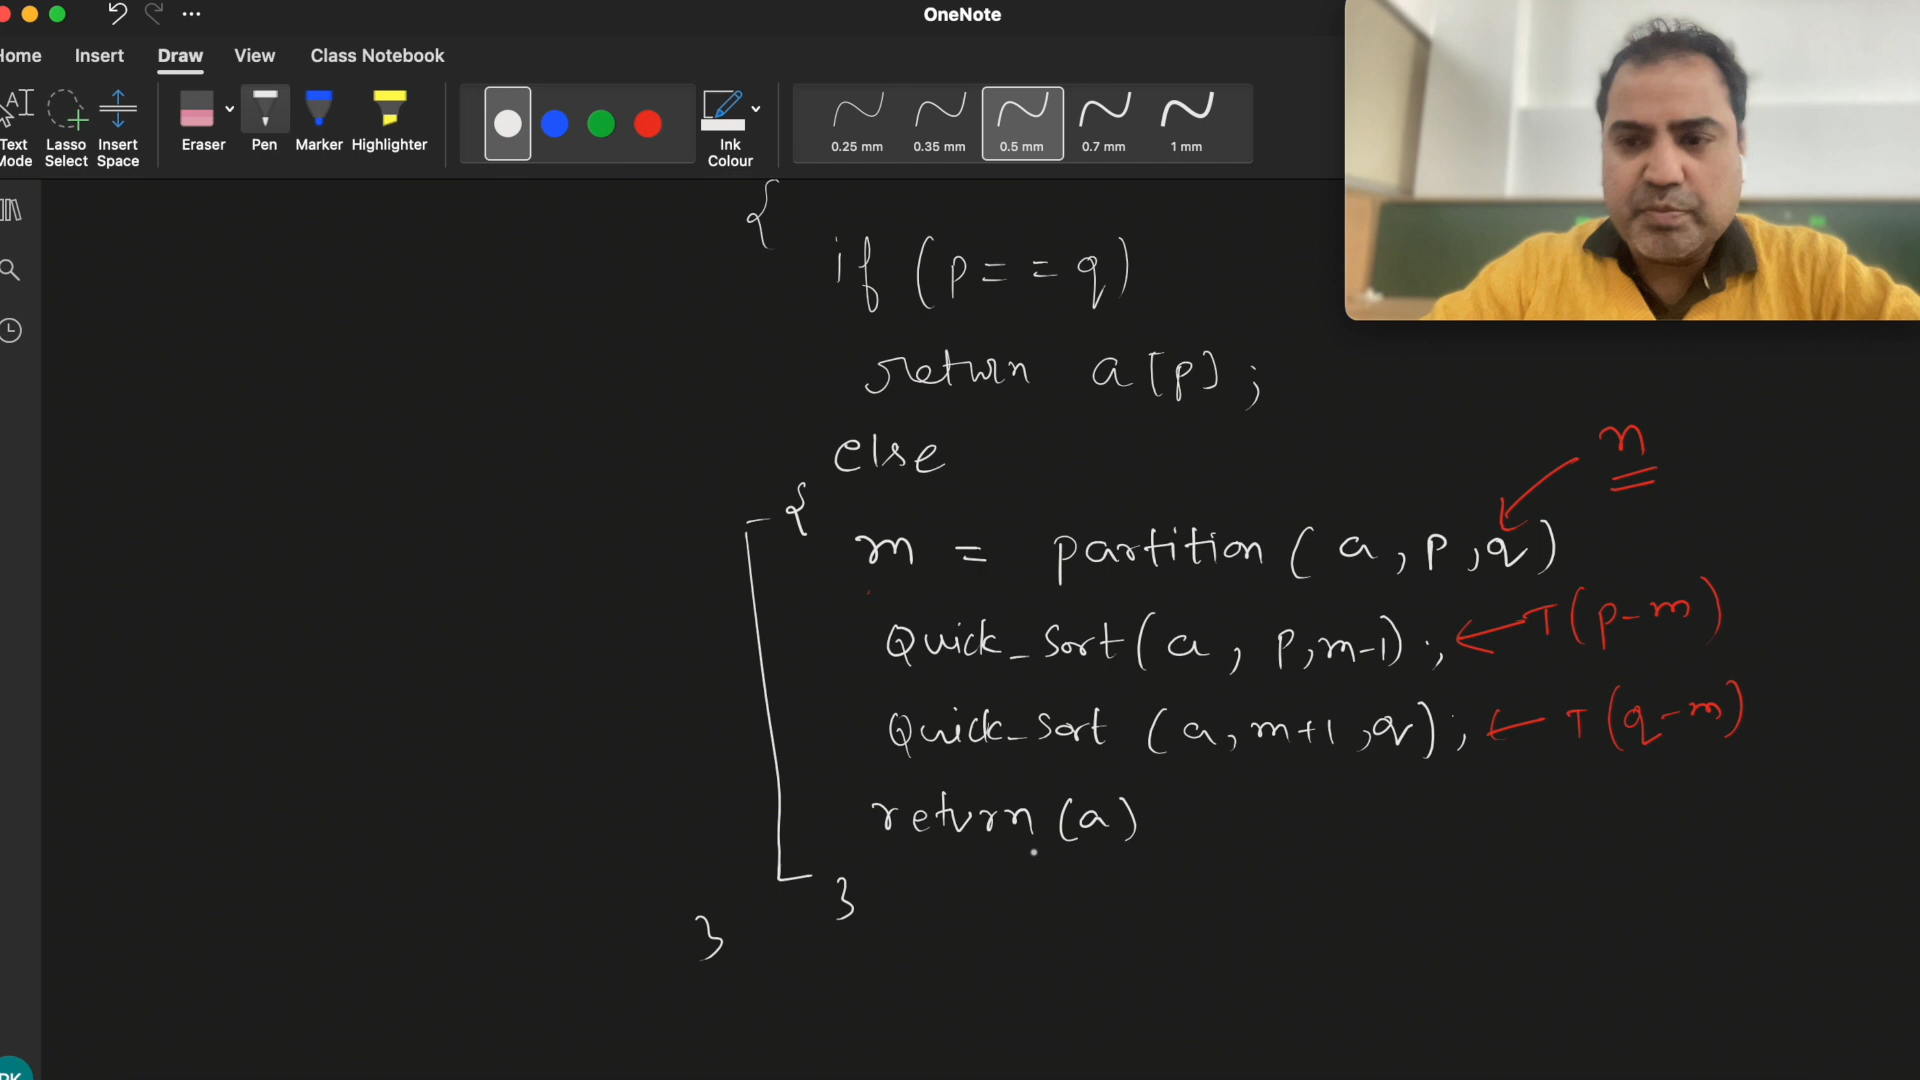 OneNote
Home Insert Draw View Class Notebook
Text Mode
Lasso Select
Insert Space
Eraser
Pen
Marker
Highlighter
Ink Colour
0.25 mm
0.35 mm
0.5 mm
0.7 mm
1 mm
{
if (p = = q)
return a[p] ;
else
n
{
m = partition ( a , p , q )
Quick_Sort( a , p, m-1) ; ← T(p-m)
Quick_Sort ( a, m+1 , q) ; ← T(q-m)
return (a)
}
}